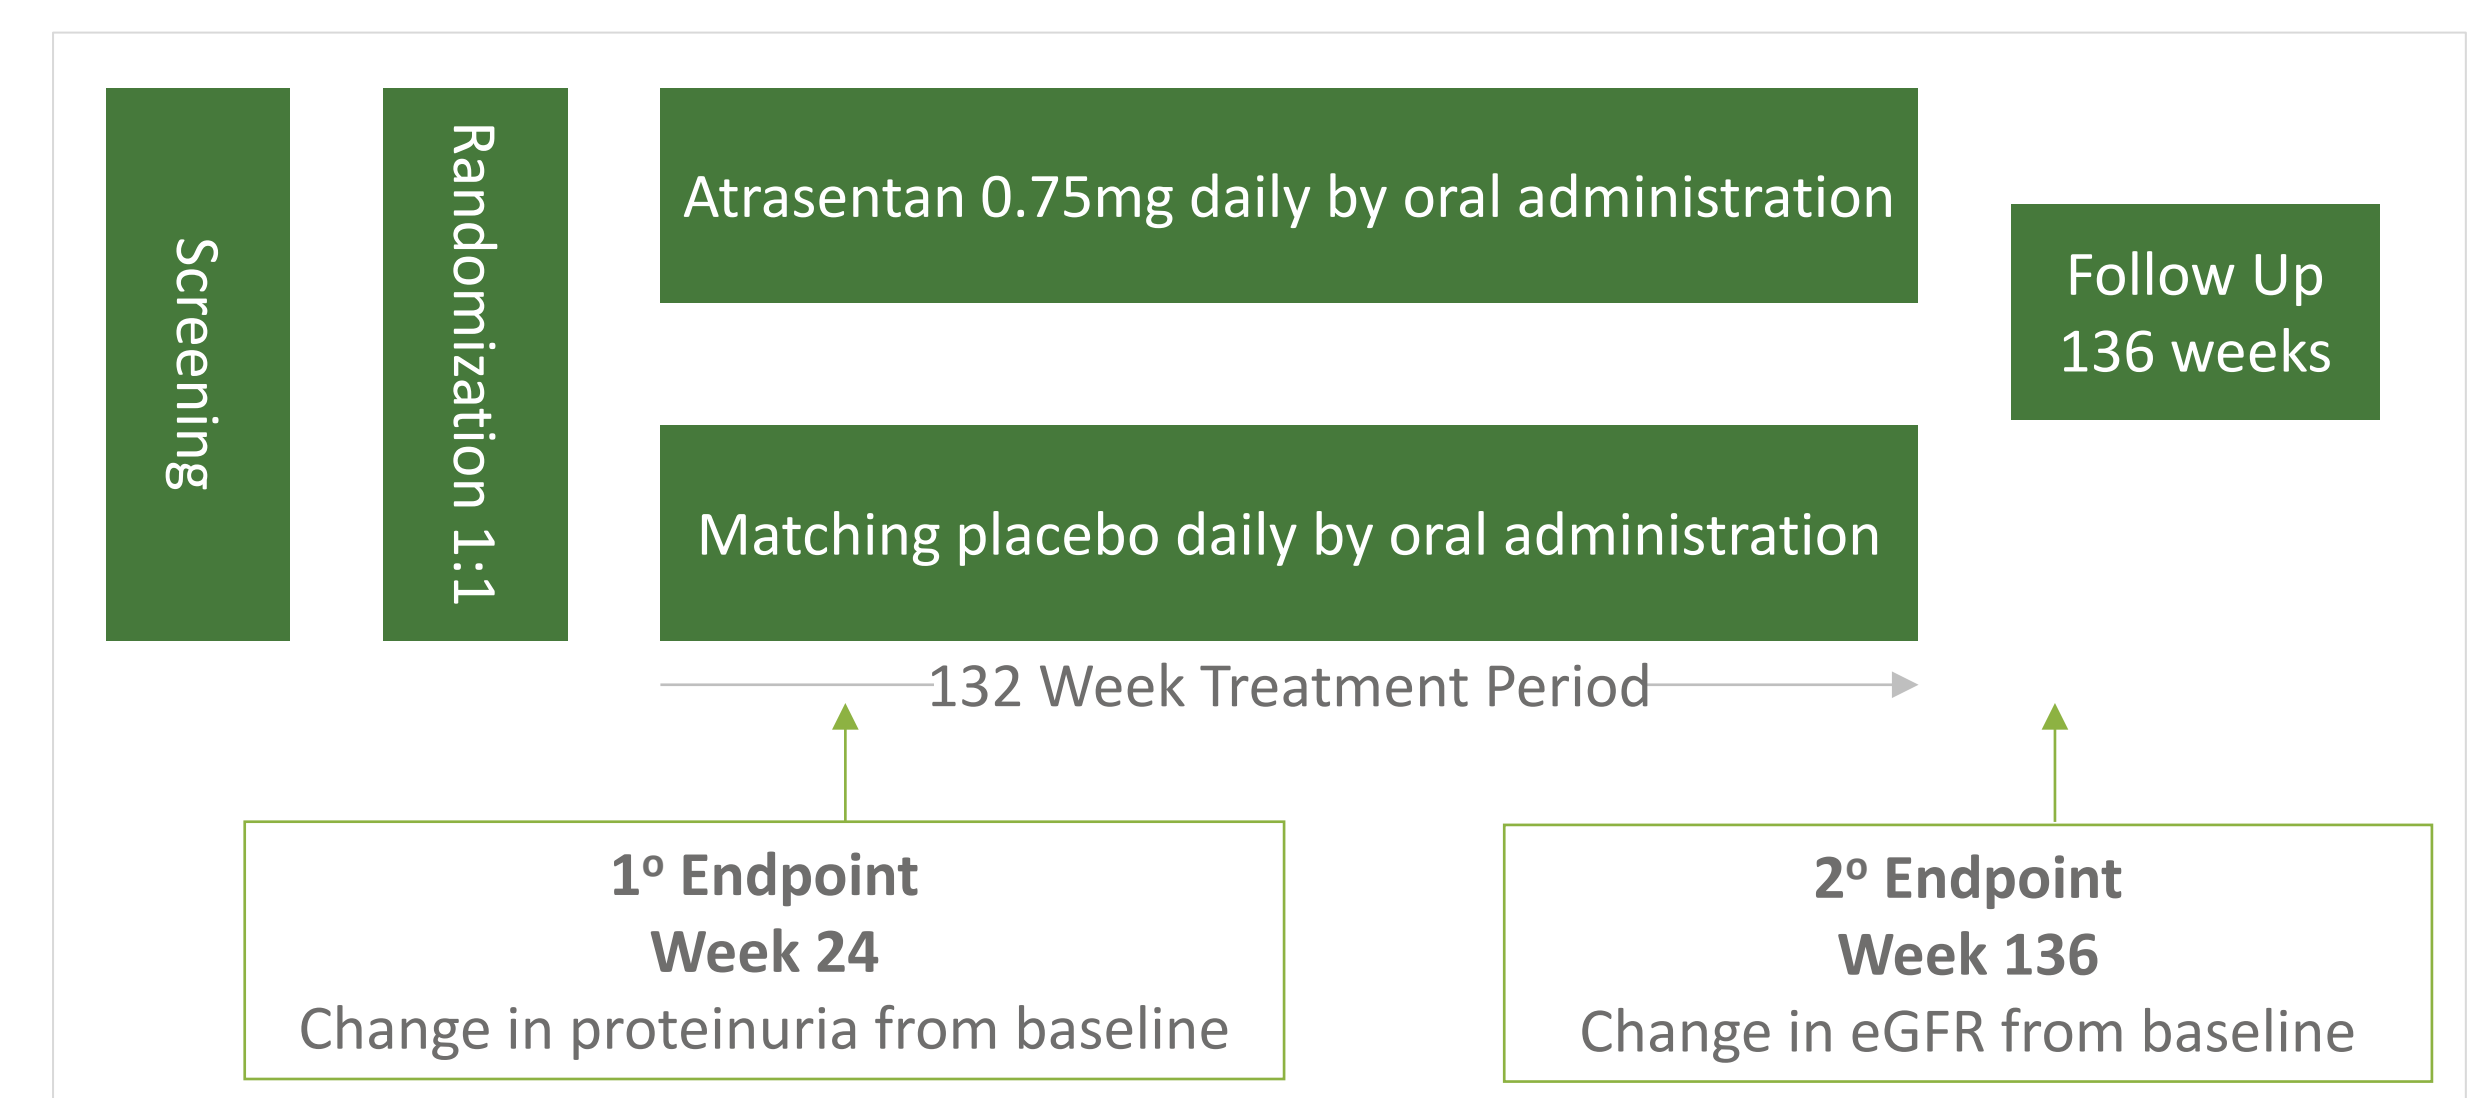 Screening
Randomization 1:1
Atrasentan 0.75mg daily by oral administration
Matching placebo daily by oral administration
Follow Up
136 weeks
132 Week Treatment Period
1º Endpoint
Week 24
Change in proteinuria from baseline
2º Endpoint
Week 136
Change in eGFR from baseline